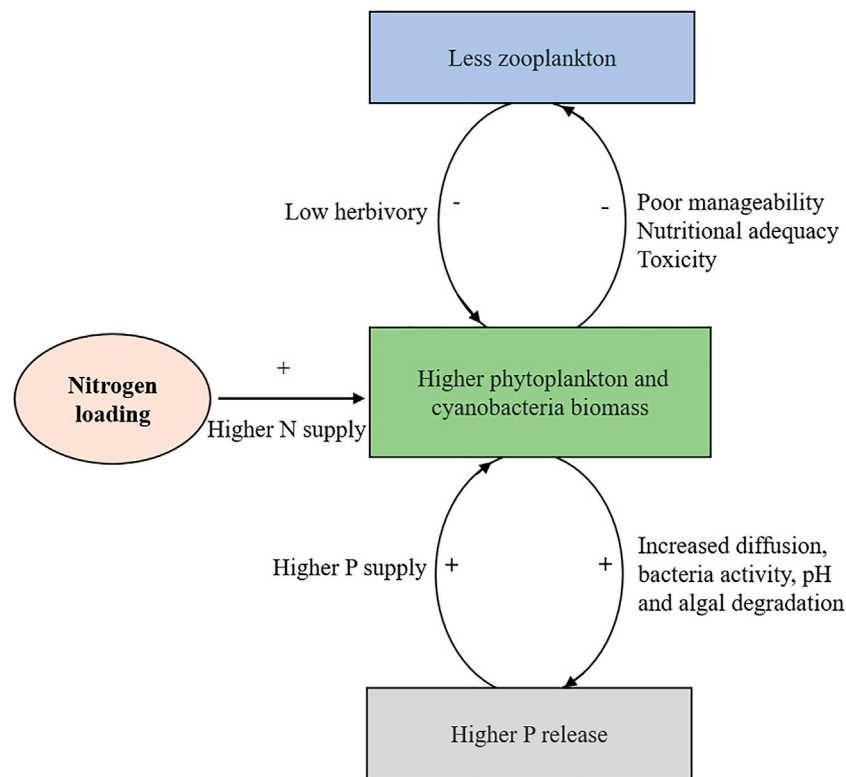 Less zooplankton
Low herbivory
-
-
Poor manageability
Nutritional adequacy
Toxicity
Nitrogen
loading
+
Higher N supply
Higher phytoplankton and
cyanobacteria biomass
Higher P supply
+
+
Increased diffusion,
bacteria activity, pH
and algal degradation
Higher P release